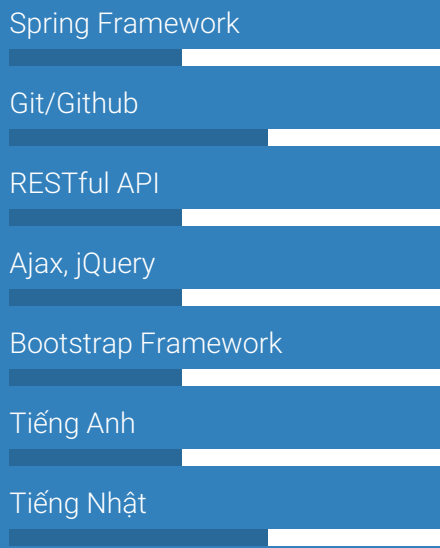 Spring Framework
Git/Github
RESTful API
Ajax, jQuery
Bootstrap Framework
Tiếng Anh
Tiếng Nhật